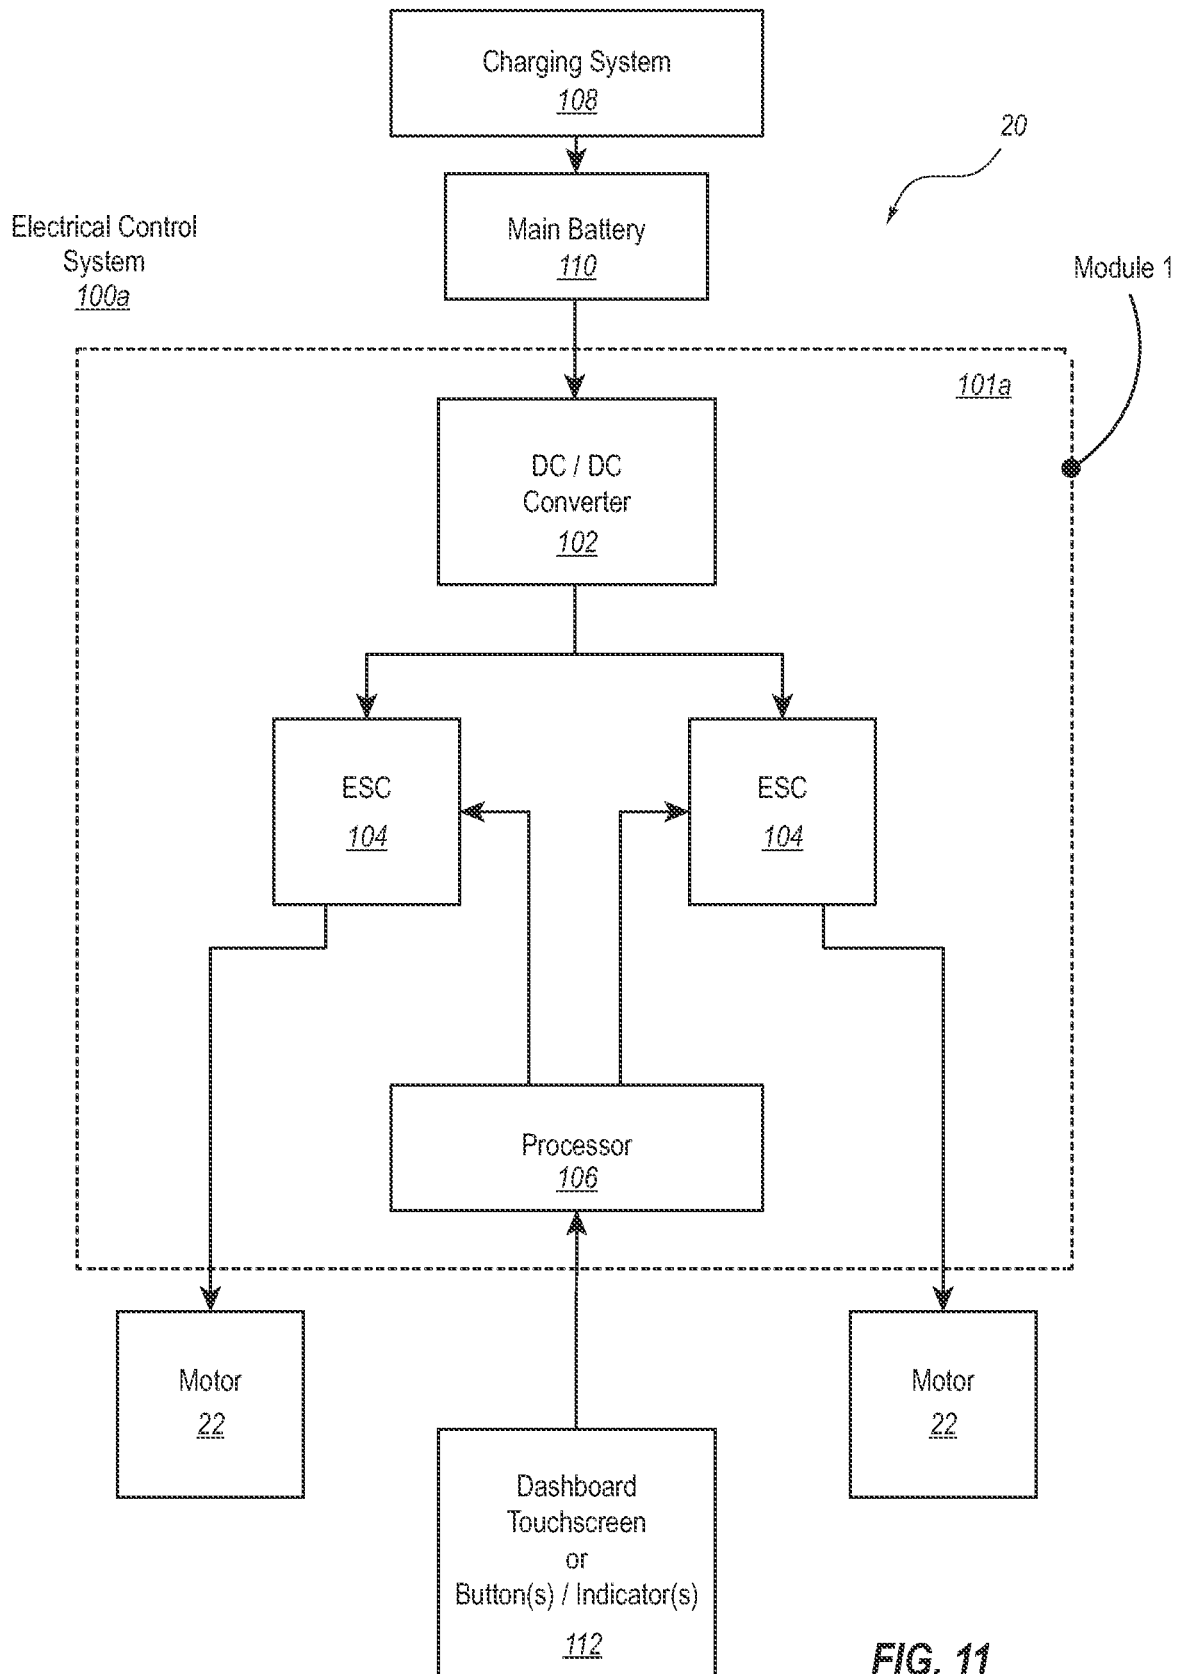 Charging System
108
20
Main Battery
110
Electrical Control
System
100a
Module 1
101a
DC / DC
Converter
102
ESC
104
ESC
104
Processor
106
Motor
22
Motor
22
Dashboard
Touchscreen
or
Button(s) / Indicator(s)
112
FIG. 11